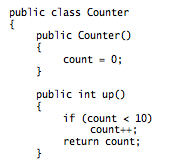 public class Counter
{
public Counter()
{
count = 0;
}
public int up()
{
if (count < 10)
count++;
return count;
}